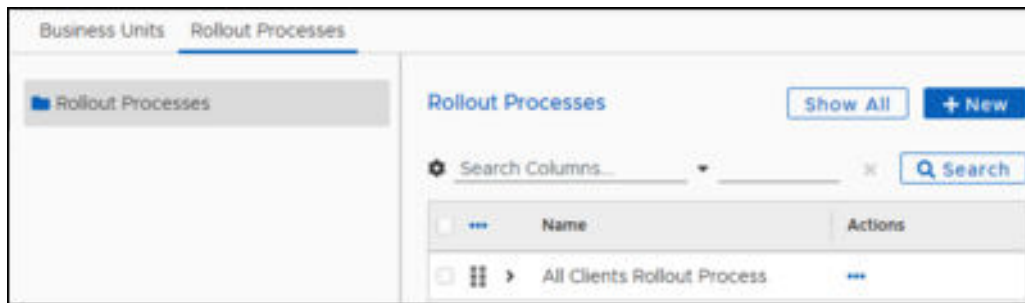 Business Units Rollout Processes
Rollout Processes
Rollout Processes Show All + New
Search Columns... Search
Name Actions
All Clients Rollout Process